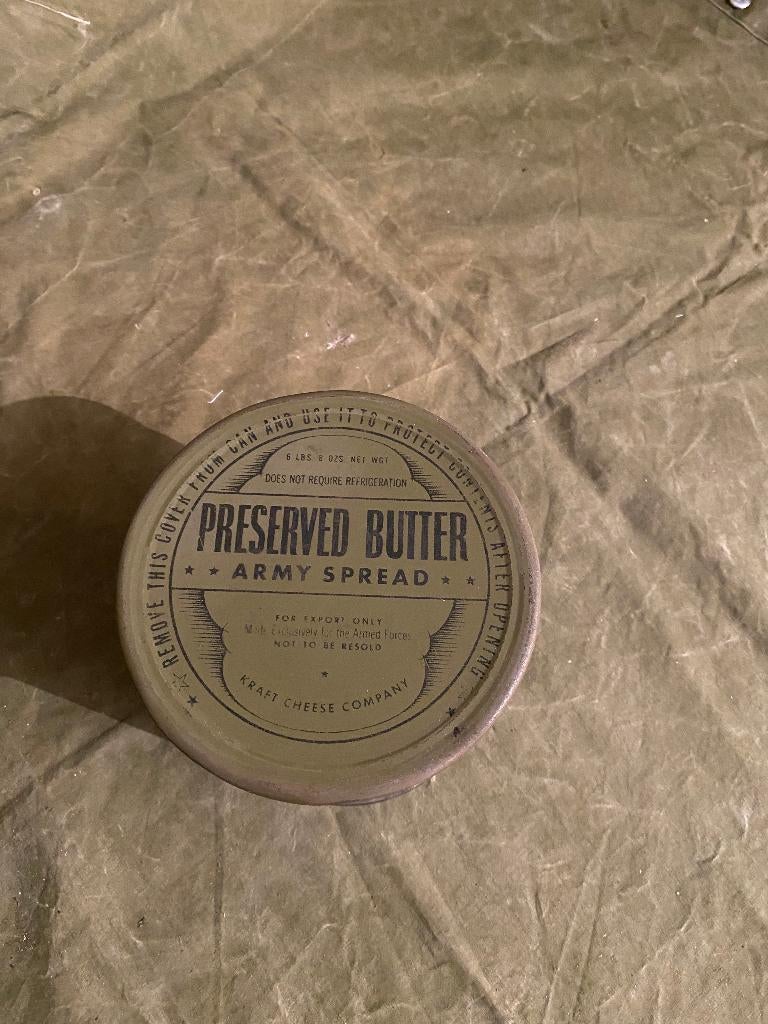 REMOVE THIS COVER FROM CAN AND USE IT TO PROTECT CONTENTS AFTER OPENING
6 LBS 8 OZS NET WGT
DOES NOT REQUIRE REFRIGERATION
PRESERVED BUTTER
★ ★ ARMY SPREAD ★ ★
FOR EXPORT ONLY
Made Exclusively for the Armed Forces
NOT TO BE RESOLD
★
KRAFT CHEESE COMPANY